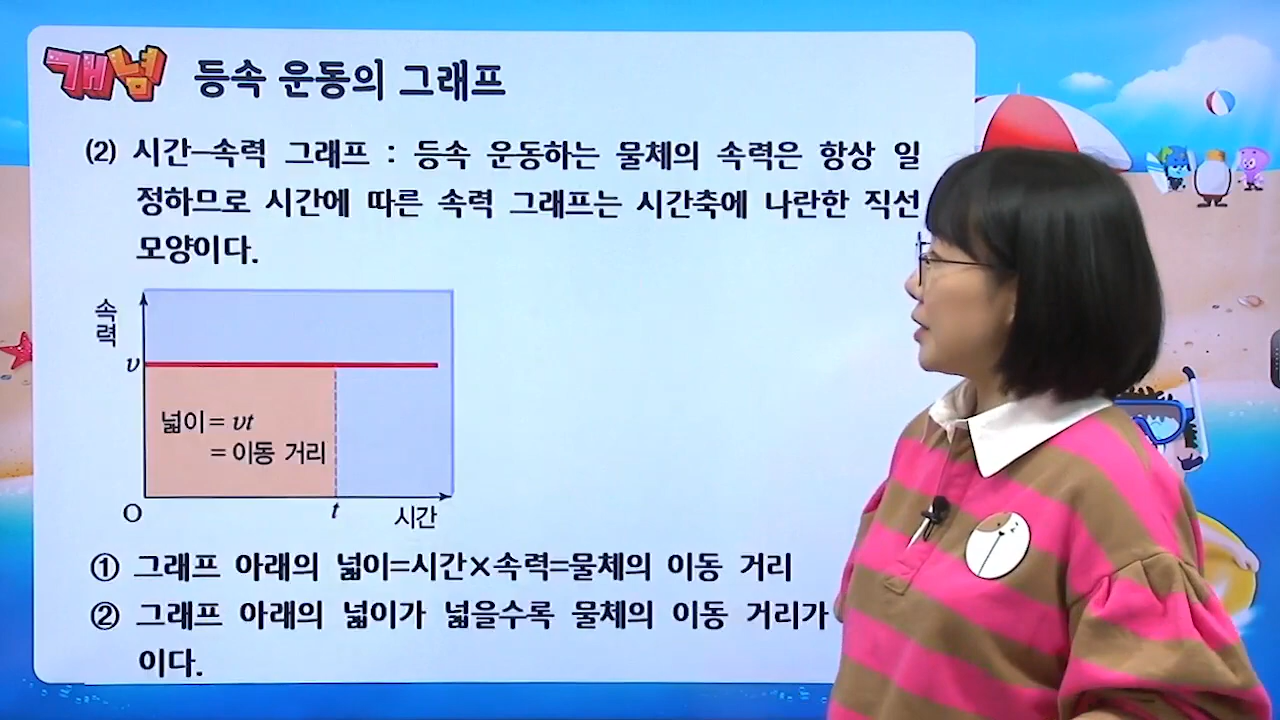 개념 등속 운동의 그래프
(2) 시간-속력 그래프 : 등속 운동하는 물체의 속력은 항상 일
정하므로 시간에 따른 속력 그래프는 시간축에 나란한 직선
모양이다.
속력
v
넓이 = vt
= 이동 거리
O
t
시간
① 그래프 아래의 넓이=시간×속력=물체의 이동 거리
② 그래프 아래의 넓이가 넓을수록 물체의 이동 거리가
이다.